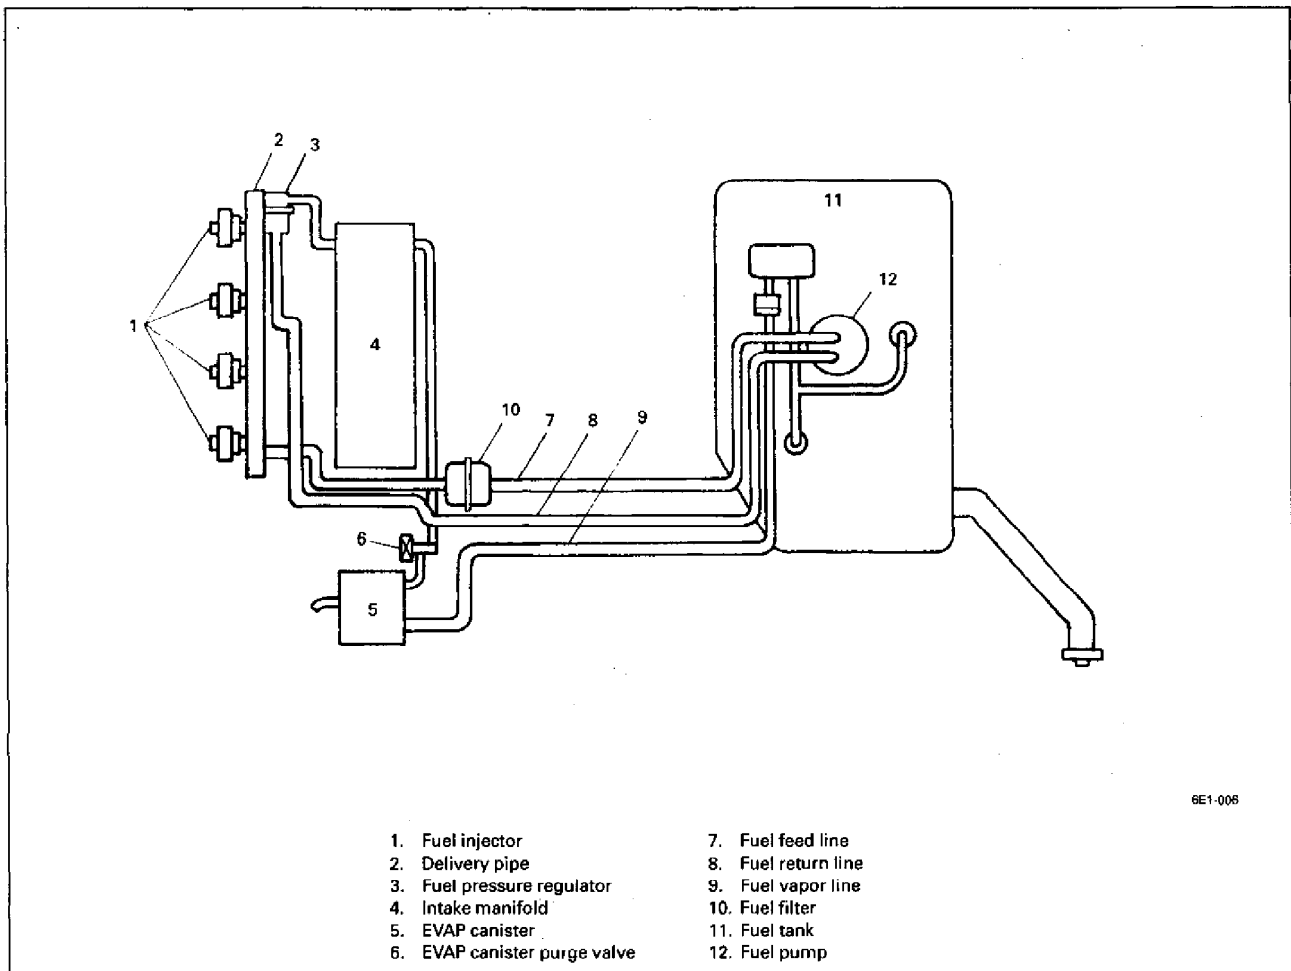 2 3
11
12
1
4
10 7 8 9
6
5
6E1-006
1. Fuel injector
2. Delivery pipe
3. Fuel pressure regulator
4. Intake manifold
5. EVAP canister
6. EVAP canister purge valve
7. Fuel feed line
8. Fuel return line
9. Fuel vapor line
10. Fuel filter
11. Fuel tank
12. Fuel pump